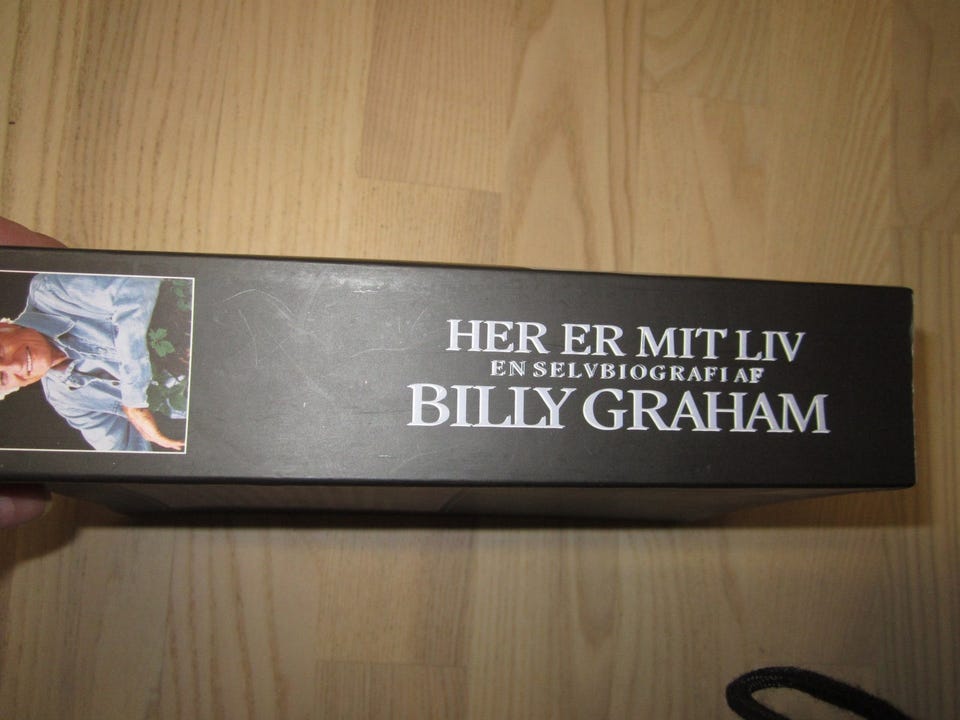 HER ER MIT LIV
EN SELVBIOGRAFI AF
BILLY GRAHAM